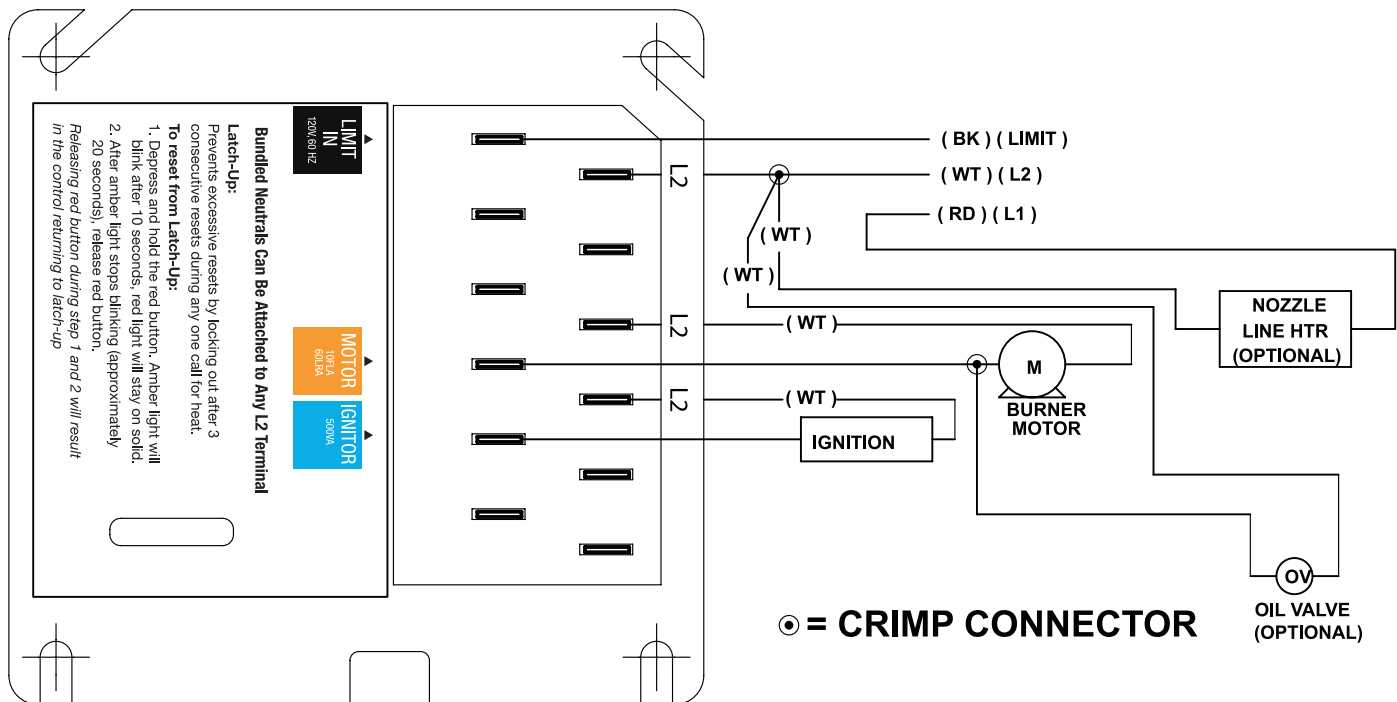 LIMIT
IN
120V, 60 HZ
MOTOR
10FLA
60LRA
IGNITOR
500VA
Bundled Neutrals Can Be Attached to Any L2 Terminal
Latch-Up:
Prevents excessive resets by locking out after 3
consecutive resets during any one call for heat.
To reset from Latch-Up:
1. Depress and hold the red button. Amber light will
blink after 10 seconds, red light will stay on solid.
2. After amber light stops blinking (approximately
20 seconds), release red button.
Releasing red button during step 1 and 2 will result
in the control returning to latch-up
L2
L2
L2
( BK ) ( LIMIT )
( WT ) ( L2 )
( RD ) ( L1 )
( WT )
( WT )
( WT )
( WT )
NOZZLE
LINE HTR
(OPTIONAL)
M
BURNER
MOTOR
IGNITION
OV
OIL VALVE
(OPTIONAL)
= CRIMP CONNECTOR